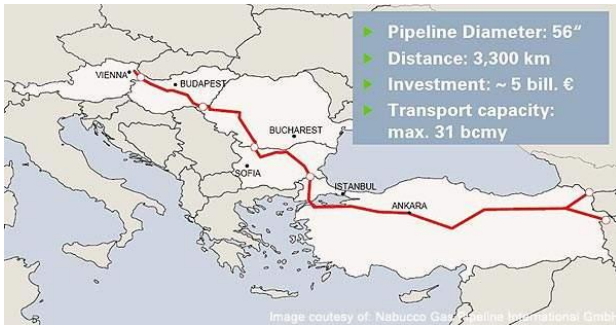 Pipeline Diameter: 56"
Distance: 3,300 km
Investment: ~ 5 bill. €
Transport capacity:
max. 31 bcmy
VIENNA
BUDAPEST
BUCHAREST
SOFIA
ISTANBUL
ANKARA
Image coutesy of: Nabucco Gas Pipeline International Gmb